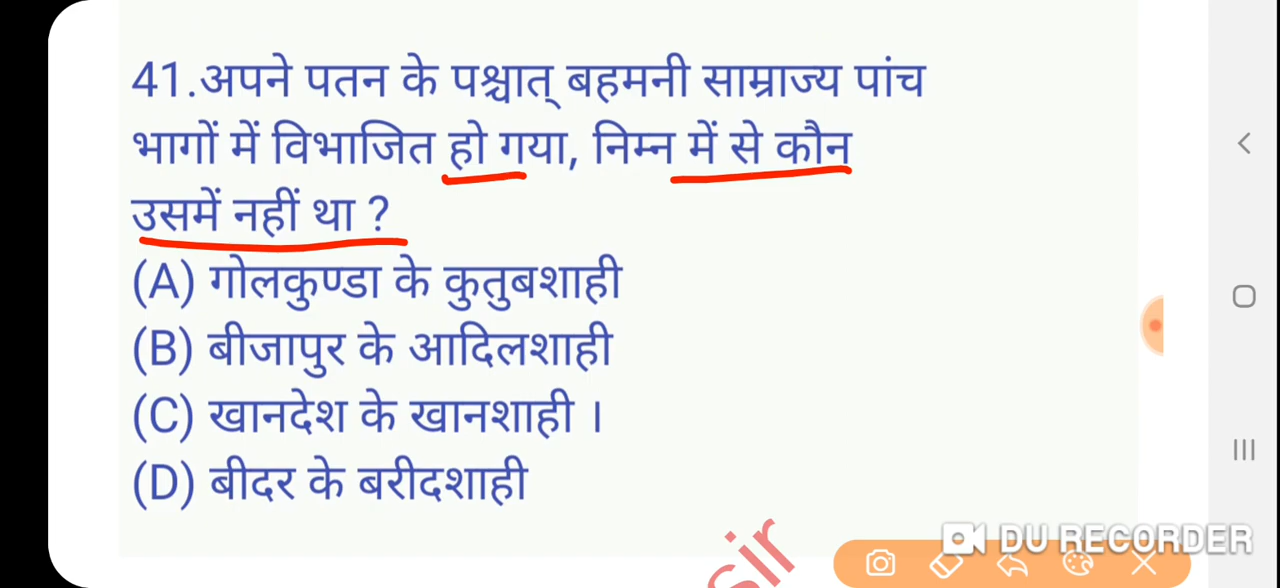 41.अपने पतन के पश्चात् बहमनी साम्राज्य पांच
भागों में विभाजित हो गया, निम्न में से कौन
उसमें नहीं था ?
(A) गोलकुण्डा के कुतुबशाही
(B) बीजापुर के आदिलशाही
(C) खानदेश के खानशाही ।
(D) बीदर के बरीदशाही
sir
DU RECORDER